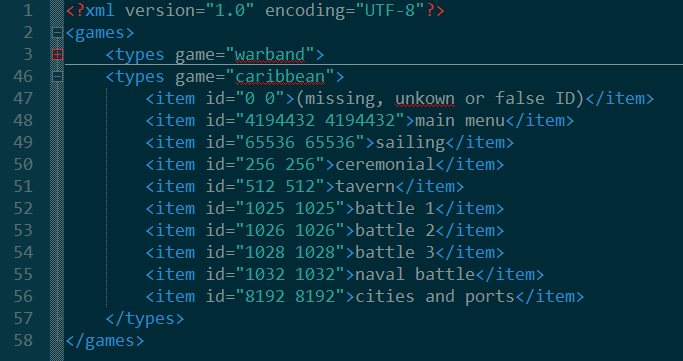 1 <?xml version="1.0" encoding="UTF-8"?>
2 <games>
3 <types game="warband">
46 <types game="caribbean">
47 <item id="0 0">(missing, unkown or false ID)</item>
48 <item id="4194432 4194432">main menu</item>
49 <item id="65536 65536">sailing</item>
50 <item id="256 256">ceremonial</item>
51 <item id="512 512">tavern</item>
52 <item id="1025 1025">battle 1</item>
53 <item id="1026 1026">battle 2</item>
54 <item id="1028 1028">battle 3</item>
55 <item id="1032 1032">naval battle</item>
56 <item id="8192 8192">cities and ports</item>
57 </types>
58 </games>